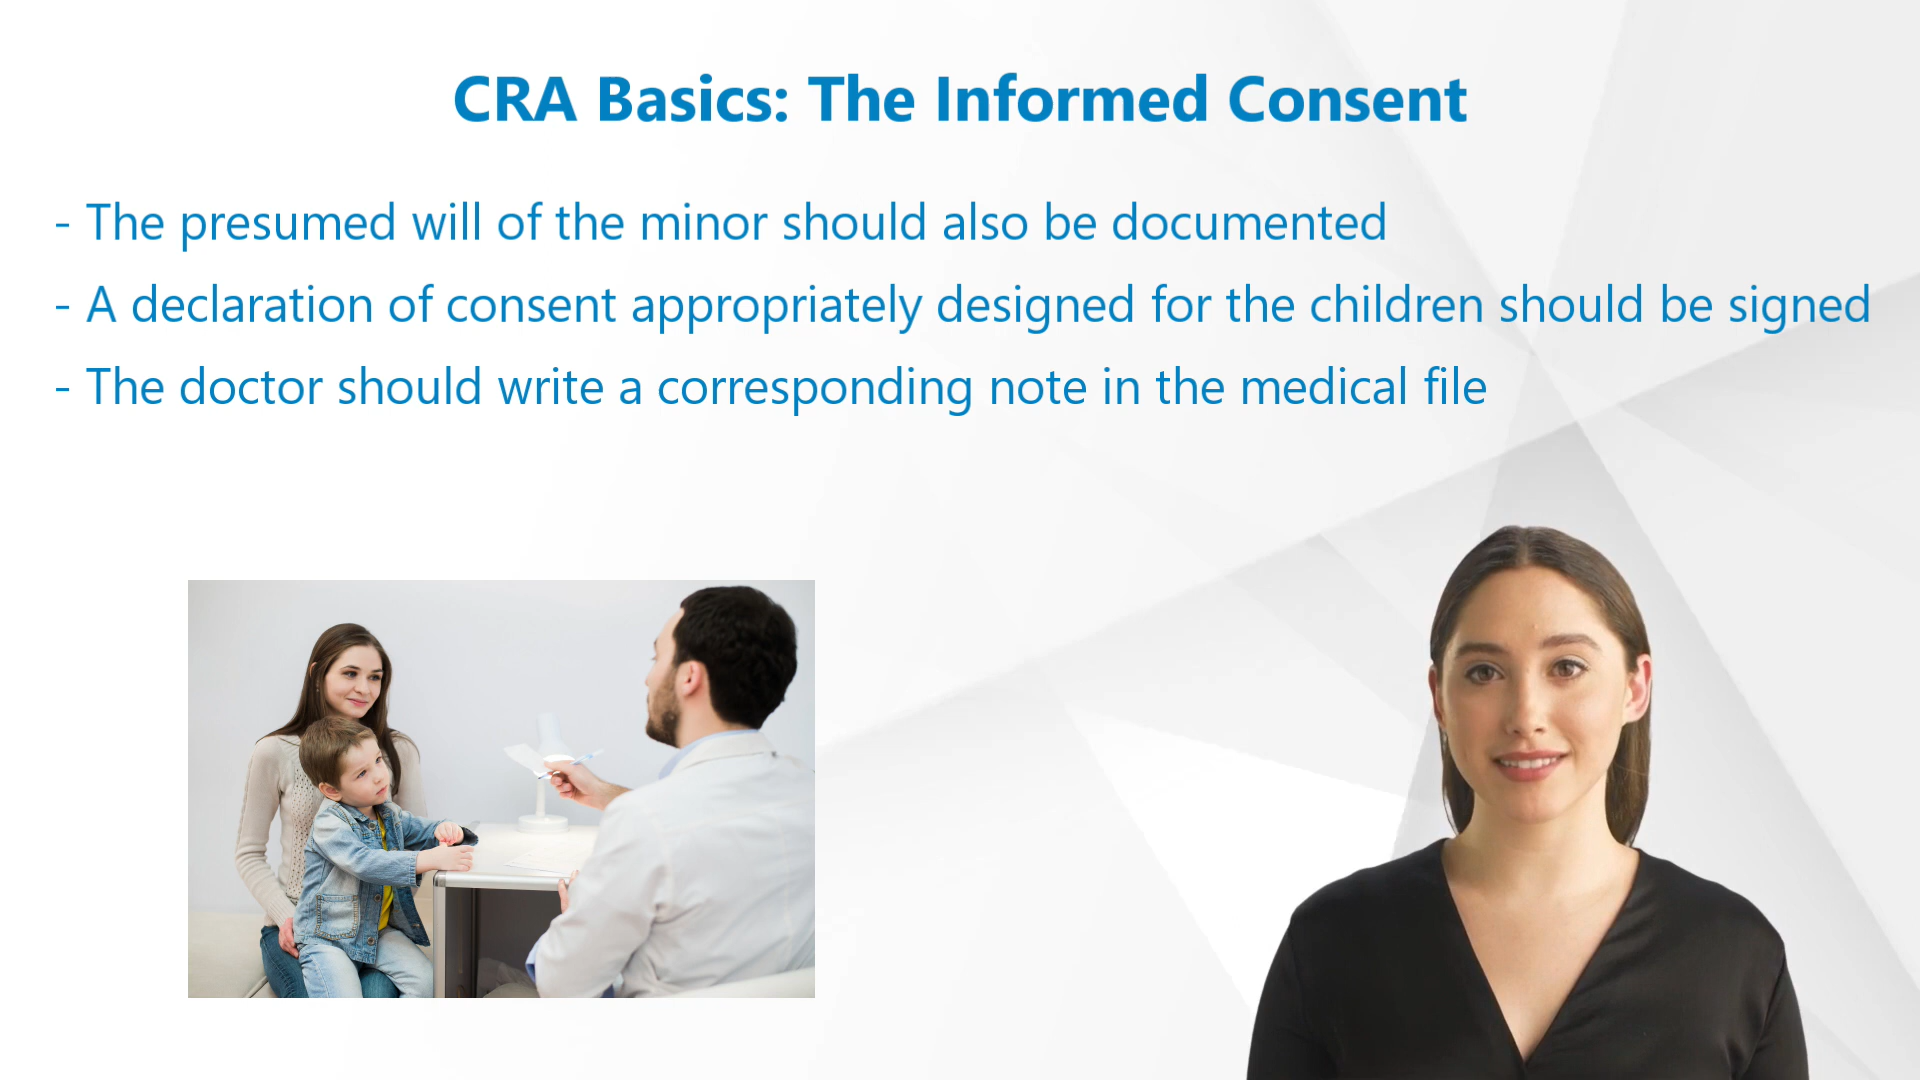 CRA Basics: The Informed Consent
- The presumed will of the minor should also be documented
- A declaration of consent appropriately designed for the children should be signed
- The doctor should write a corresponding note in the medical file